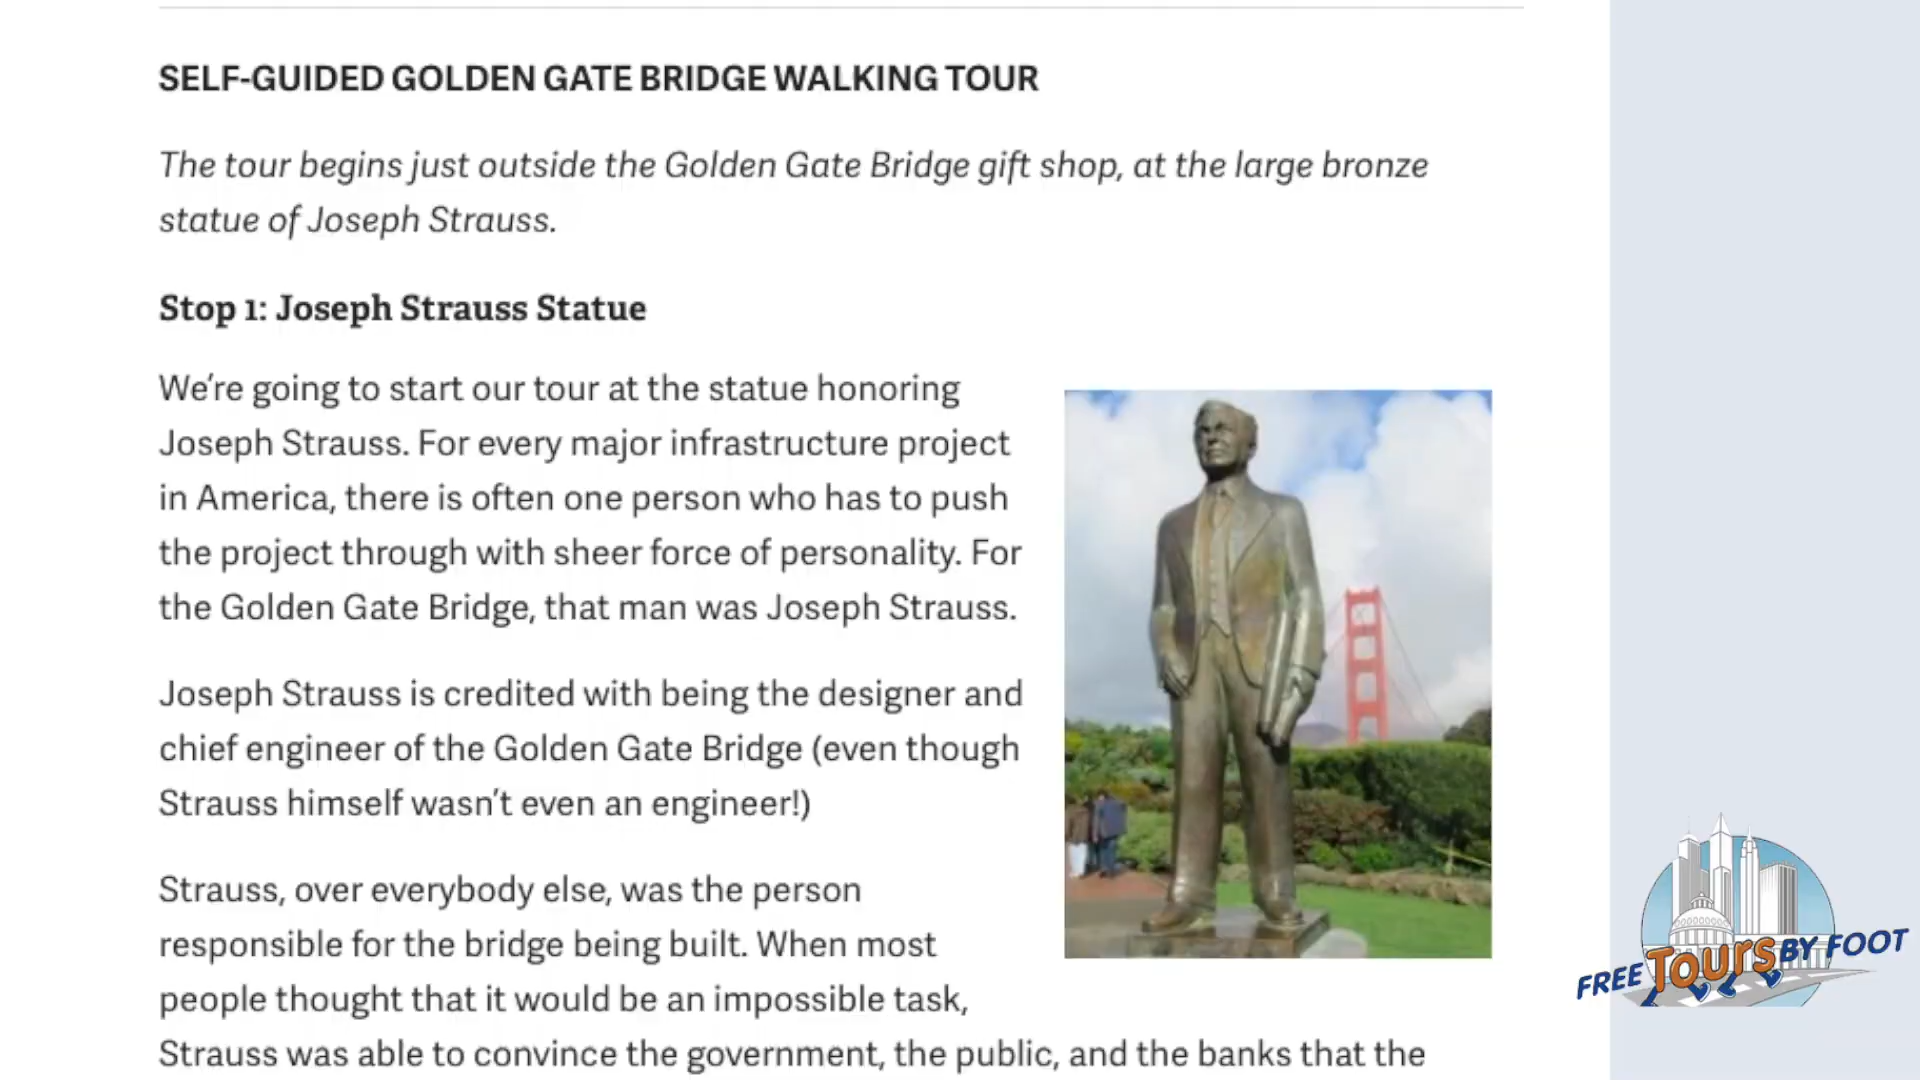 SELF-GUIDED GOLDEN GATE BRIDGE WALKING TOUR
The tour begins just outside the Golden Gate Bridge gift shop, at the large bronze
statue of Joseph Strauss.
Stop 1: Joseph Strauss Statue
We’re going to start our tour at the statue honoring
Joseph Strauss. For every major infrastructure project
in America, there is often one person who has to push
the project through with sheer force of personality. For
the Golden Gate Bridge, that man was Joseph Strauss.
Joseph Strauss is credited with being the designer and
chief engineer of the Golden Gate Bridge (even though
Strauss himself wasn’t even an engineer!)
Strauss, over everybody else, was the person
responsible for the bridge being built. When most
people thought that it would be an impossible task,
Strauss was able to convince the government, the public, and the banks that the
FREE TOURS BY FOOT